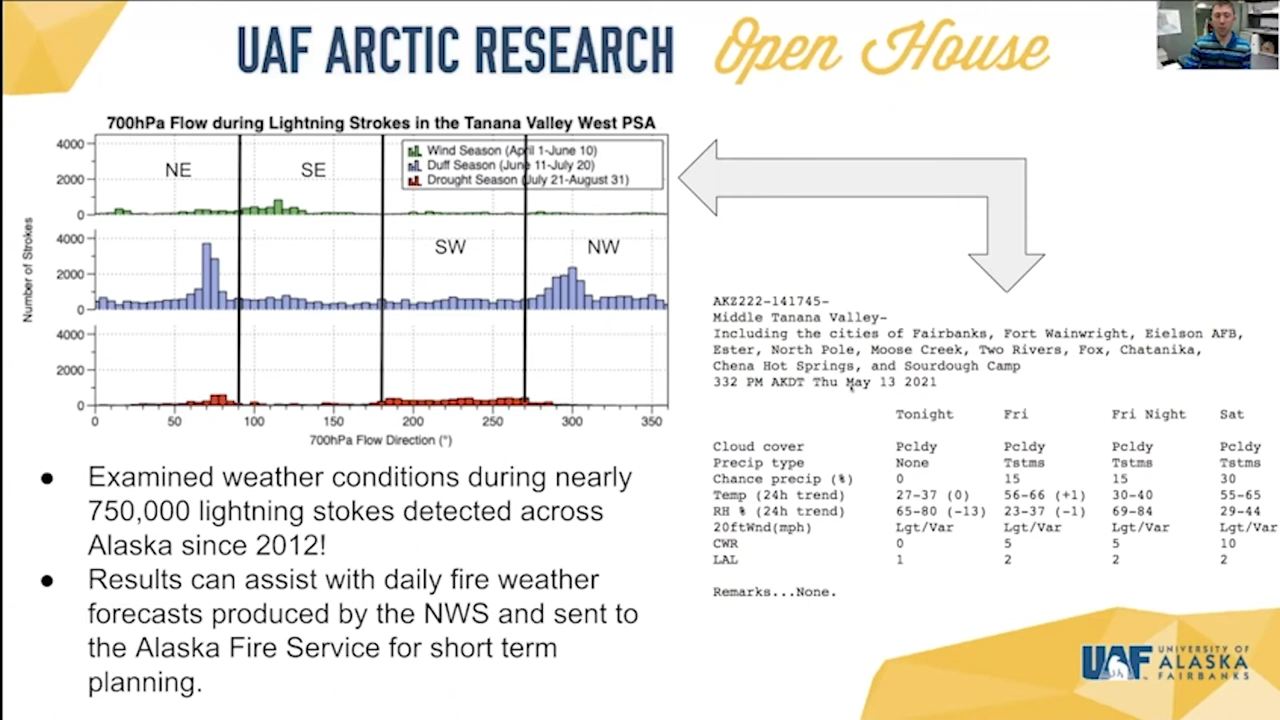 UAF ARCTIC RESEARCH Open House
700hPa Flow during Lightning Strokes in the Tanana Valley West PSA
Number of Strokes
4000
2000
0
NE
SE
Wind Season (April 1-June 10)
Duff Season (June 11-July 20)
Drought Season (July 21-August 31)
4000
2000
0
SW
NW
4000
2000
0
0 50 100 150 200 250 300 350
700hPa Flow Direction (°)
AKZ222-141745-
Middle Tanana Valley-
Including the cities of Fairbanks, Fort Wainwright, Eielson AFB,
Ester, North Pole, Moose Creek, Two Rivers, Fox, Chatanika,
Chena Hot Springs, and Sourdough Camp
332 PM AKDT Thu May 13 2021
Tonight Fri Fri Night Sat
Cloud cover Pcldy Pcldy Pcldy Pcldy
Precip type None Tstms Tstms Tstms
Chance precip (%) 0 15 15 30
Temp (24h trend) 27-37 (0) 56-66 (+1) 30-40 55-65
RH % (24h trend) 65-80 (-13) 23-37 (-1) 69-84 29-44
20ftWnd(mph) Lgt/Var Lgt/Var Lgt/Var Lgt/Var
CWR 0 5 5 10
LAL 1 2 2 2
Remarks...None.
• Examined weather conditions during nearly
750,000 lightning stokes detected across
Alaska since 2012!
• Results can assist with daily fire weather
forecasts produced by the NWS and sent to
the Alaska Fire Service for short term
planning.
UAF
UNIVERSITY OF
ALASKA
FAIRBANKS